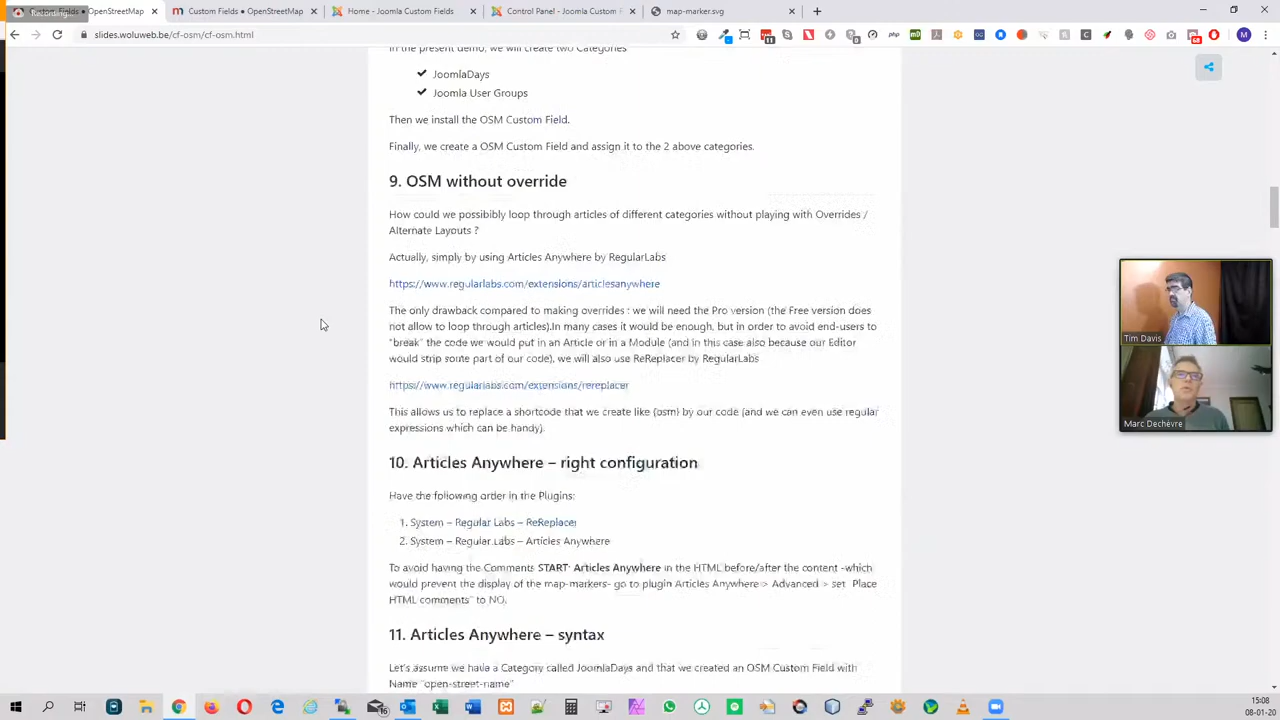 Recording...
Custom Fields • OpenStreetMap
Custom Fields • OpenStreetMap
Home - Joomla Custom Fields
Control Panel - Joomla Custom F
map-marker.svg
slides.woluweb.be/cf-osm/cf-osm.html
In the present demo, we will create two Categories
JoomlaDays
Joomla User Groups
Then we install the OSM Custom Field.
Finally, we create a OSM Custom Field and assign it to the 2 above categories.
9. OSM without override
How could we possibibly loop through articles of different categories without playing with Overrides /
Alternate Layouts ?
Actually, simply by using Articles Anywhere by RegularLabs
https://www.regularlabs.com/extensions/articlesanywhere
The only drawback compared to making overrides : we will need the Pro version (the Free version does
not allow to loop through articles).In many cases it would be enough, but in order to avoid end-users to
"break" the code we would put in an Article or in a Module (and in this case also because our Editor
would strip some part of our code), we will also use ReReplacer by RegularLabs
https://www.regularlabs.com/extensions/rereplacer
This allows us to replace a shortcode that we create like {osm} by our code (and we can even use regular
expressions which can be handy).
10. Articles Anywhere – right configuration
Have the following order in the Plugins:
1. System – Regular Labs – ReReplacer
2. System – Regular Labs – Articles Anywhere
To avoid having the Comments START: Articles Anywhere in the HTML before/after the content -which
would prevent the display of the map-markers- go to plugin Articles Anywhere > Advanced > set "Place
HTML comments" to NO.
11. Articles Anywhere – syntax
Let's assume we have a Category called JoomlaDays and that we created an OSM Custom Field with
Name "open-street-name"
Tim Davis
Marc Dechèvre
15:08
08-01-20